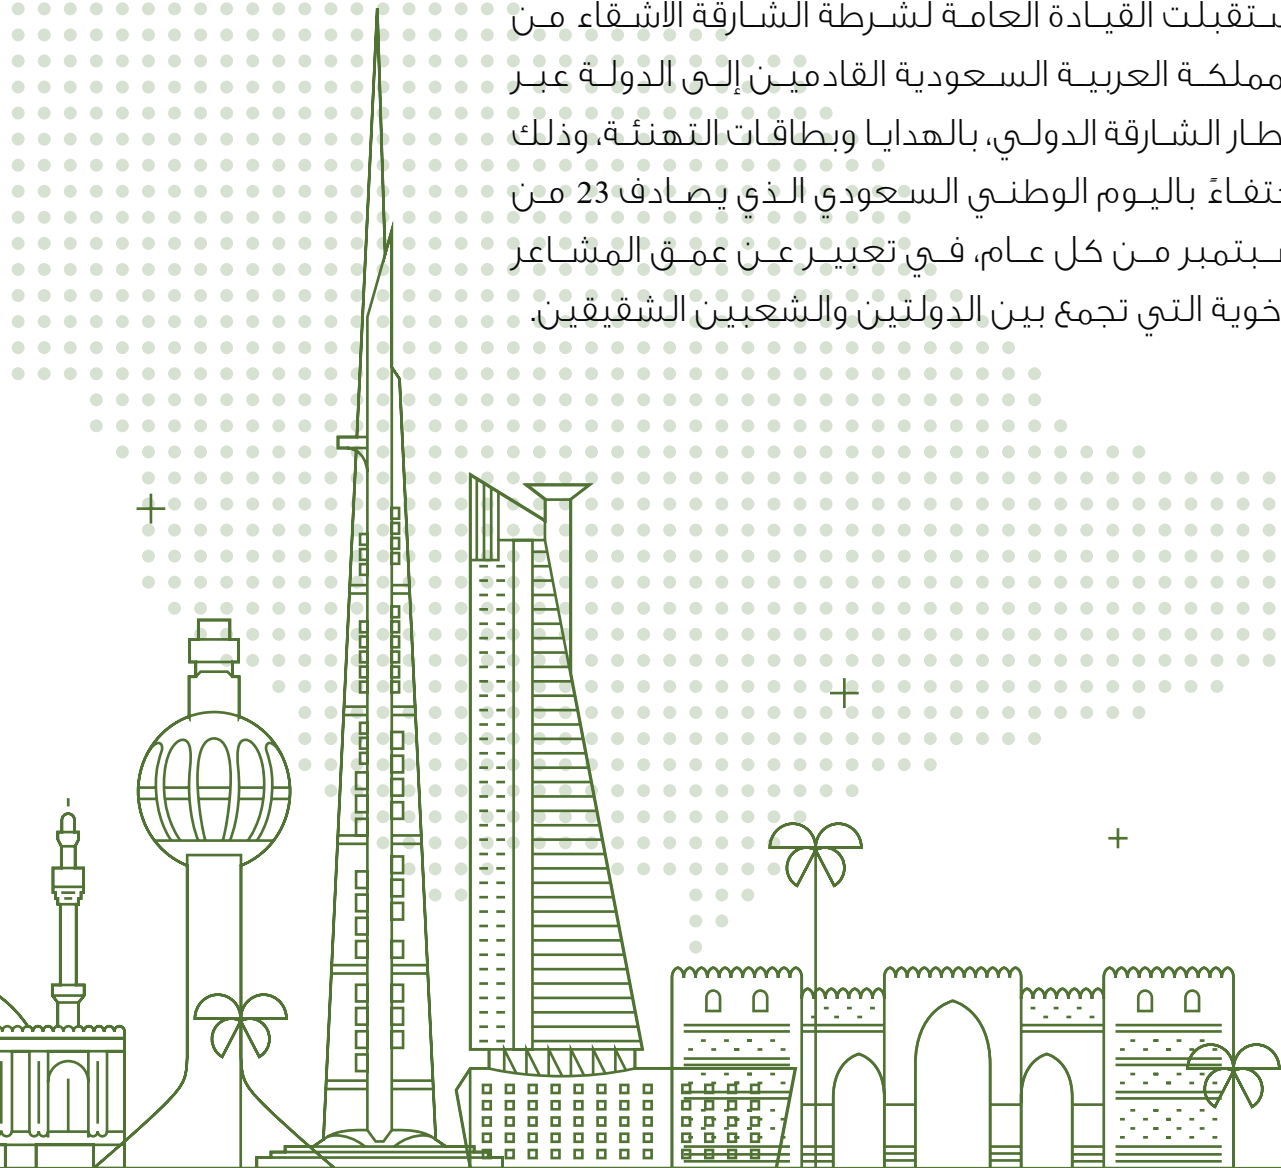 ستقبلت القيادة العامة لشرطة الشارقة الأشقاء من
مملكة العربية السعودية القادمين إلى الدولة عبر
طار الشارقة الدولي، بالهدايا وبطاقات التهنئة، وذلك
حتفاءً باليوم الوطني السعودي الذي يصادف 23 من
سبتمبر من كل عام، في تعبير عن عمق المشاعر
خوية التي تجمع بين الدولتين والشعبين الشقيقين.